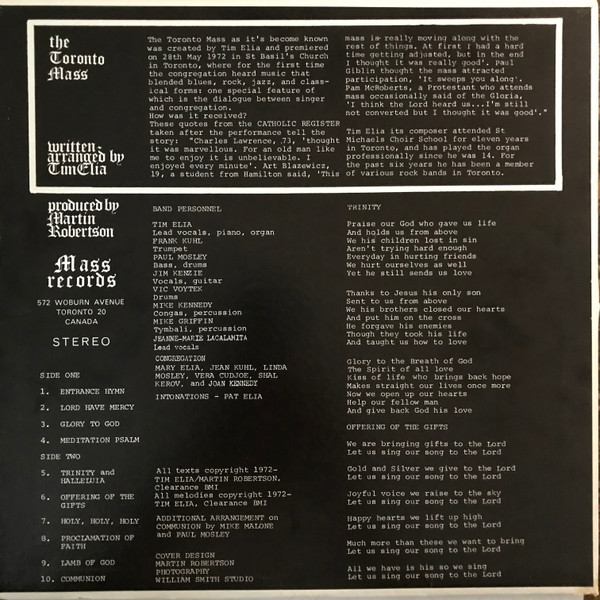 the
Toronto
Mass
written-
arranged by
Tim Elia
The Toronto Mass as it's become known
was created by Tim Elia and premiered
on 28th May 1972 in St Basil's Church
in Toronto, where for the first time
the congregation heard music that
blended blues, rock, jazz, and class-
ical forms: one special feature of
which is the dialogue between singer
and congregation.
How was it received?
These quotes from the CATHOLIC REGISTER
taken after the performance tell the
story: "Charles Lawrence, 73, 'thought
it was marvellous. For an old man like
me to enjoy it is unbelievable. I
enjoyed every minute'. Art Blazewicz,
19, a student from Hamilton said, 'This
mass is really moving along with the
rest of things. At first I had a hard
time getting adjusted, but in the end
I thought it was really good'. Paul
Giblin thought the mass attracted
participation, 'It sweeps you along'.
Pam McRoberts, a Protestant who attends
mass occasionally said of the Gloria,
'I think the Lord heard us...I'm still
not converted but I thought it was good'."
Tim Elia its composer attended St
Michaels Choir School for eleven years
in Toronto, and has played the organ
professionally since he was 14. For
the past six years he has been a member
of various rock bands in Toronto.
produced by
Martin
Robertson
Mass
records
572 WOBURN AVENUE
TORONTO 20
CANADA
STEREO
SIDE ONE
1. ENTRANCE HYMN
2. LORD HAVE MERCY
3. GLORY TO GOD
4. MEDITATION PSALM
SIDE TWO
5. TRINITY and
HALLELUIA
6. OFFERING OF THE
GIFTS
7. HOLY, HOLY, HOLY
8. PROCLAMATION OF
FAITH
9. LAMB OF GOD
10. COMMUNION
BAND PERSONNEL
TIM ELIA
Lead vocals, piano, organ
FRANK KUHL
Trumpet
PAUL MOSLEY
Bass, drums
JIM KENZIE
Vocals, guitar
VIC VOYTEK
Drums
MIKE KENNEDY
Congas, percussion
MIKE GRIFFIN
Tymbali, percussion
JEANNE-MARIE LACALAMITA
Lead vocals
CONGREGATION
MARY ELIA, JEAN KUHL, LINDA
MOSLEY, VERA CUDJOE, SHAL
KEROV, and JOAN KENNEDY
INTONATIONS - PAT ELIA
All texts copyright 1972-
TIM ELIA/MARTIN ROBERTSON,
Clearance BMI
All melodies copyright 1972-
TIM ELIA, Clearance BMI
ADDITIONAL ARRANGEMENT on
COMMUNION by MIKE MALONE
and PAUL MOSLEY
COVER DESIGN
MARTIN ROBERTSON
PHOTOGRAPHY
WILLIAM SMITH STUDIO
TRINITY
Praise our God who gave us life
And holds us from above
We his children lost in sin
Aren't trying hard enough
Everyday in hurting friends
We hurt ourselves as well
Yet he still sends us love
Thanks to Jesus his only son
Sent to us from above
We his brothers closed our hearts
And put him on the cross
He forgave his enemies
Though they took his life
And taught us how to love
Glory to the Breath of God
The Spirit of all love
Kiss of life who brings back hope
Makes straight our lives once more
Now we open up our hearts
Help our fellow man
And give back God his love
OFFERING OF THE GIFTS
We are bringing gifts to the Lord
Let us sing our song to the Lord
Gold and Silver we give to the Lord
Let us sing our song to the Lord
Joyful voice we raise to the sky
Let us sing our song to the Lord
Happy hearts we lift up high
Let us sing our song to the Lord
Much more than these we want to bring
Let us sing our song to the Lord
All we have is his so we sing
Let us sing our song to the Lord